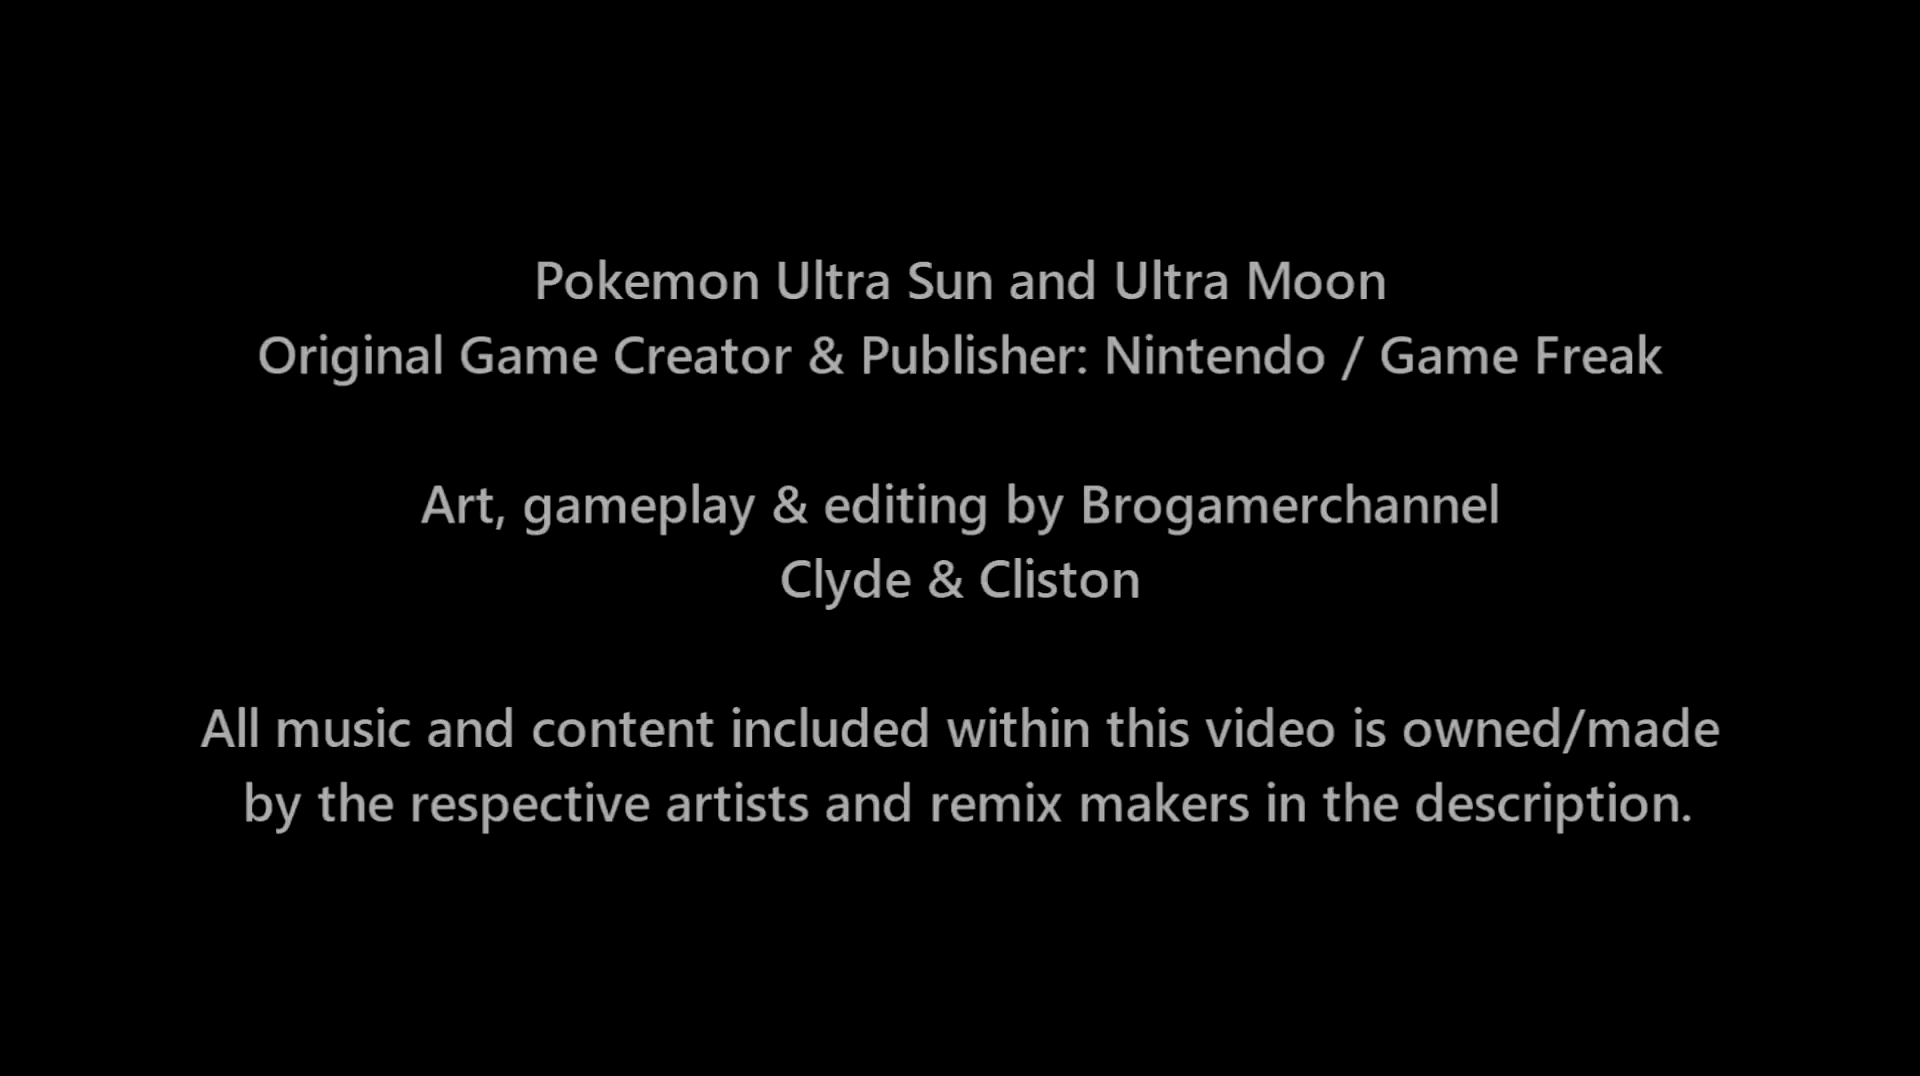 Pokemon Ultra Sun and Ultra Moon
Original Game Creator & Publisher: Nintendo / Game Freak
Art, gameplay & editing by Brogamerchannel
Clyde & Cliston
All music and content included within this video is owned/made
by the respective artists and remix makers in the description.